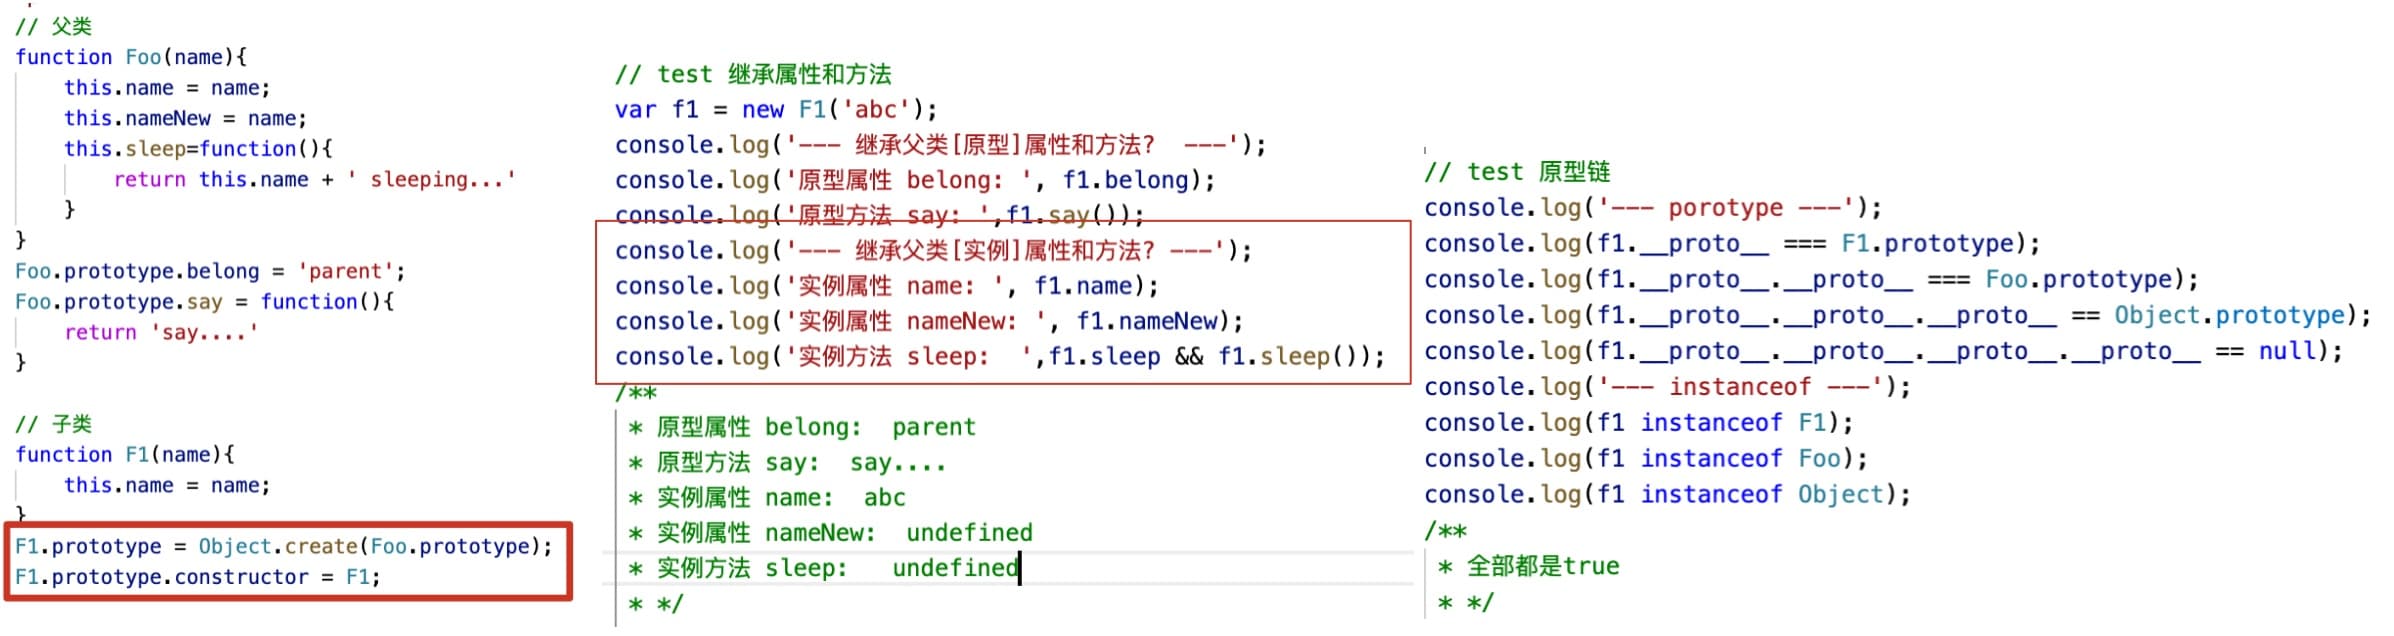 // 父类
function Foo(name){
    this.name = name;
    this.nameNew = name;
    this.sleep=function(){
        return this.name + ' sleeping...'
    }
}
Foo.prototype.belong = 'parent';
Foo.prototype.say = function(){
    return 'say....'
}

// 子类
function F1(name){
    this.name = name;
}
F1.prototype = Object.create(Foo.prototype);
F1.prototype.constructor = F1;

// test 继承属性和方法
var f1 = new F1('abc');
console.log('--- 继承父类[原型]属性和方法?  ---');
console.log('原型属性 belong: ', f1.belong);
console.log('原型方法 say: ',f1.say());
console.log('--- 继承父类[实例]属性和方法? ---');
console.log('实例属性 name: ', f1.name);
console.log('实例属性 nameNew: ', f1.nameNew);
console.log('实例方法 sleep:  ',f1.sleep && f1.sleep());
/**
 * 原型属性 belong:  parent
 * 原型方法 say:  say....
 * 实例属性 name:  abc
 * 实例属性 nameNew:  undefined
 * 实例方法 sleep:   undefined
 * */

// test 原型链
console.log('--- porotype ---');
console.log(f1.__proto__ === F1.prototype);
console.log(f1.__proto__.__proto__ === Foo.prototype);
console.log(f1.__proto__.__proto__.__proto__ == Object.prototype);
console.log(f1.__proto__.__proto__.__proto__.__proto__ == null);
console.log('--- instanceof ---');
console.log(f1 instanceof F1);
console.log(f1 instanceof Foo);
console.log(f1 instanceof Object);
/**
 * 全部都是true
 * */